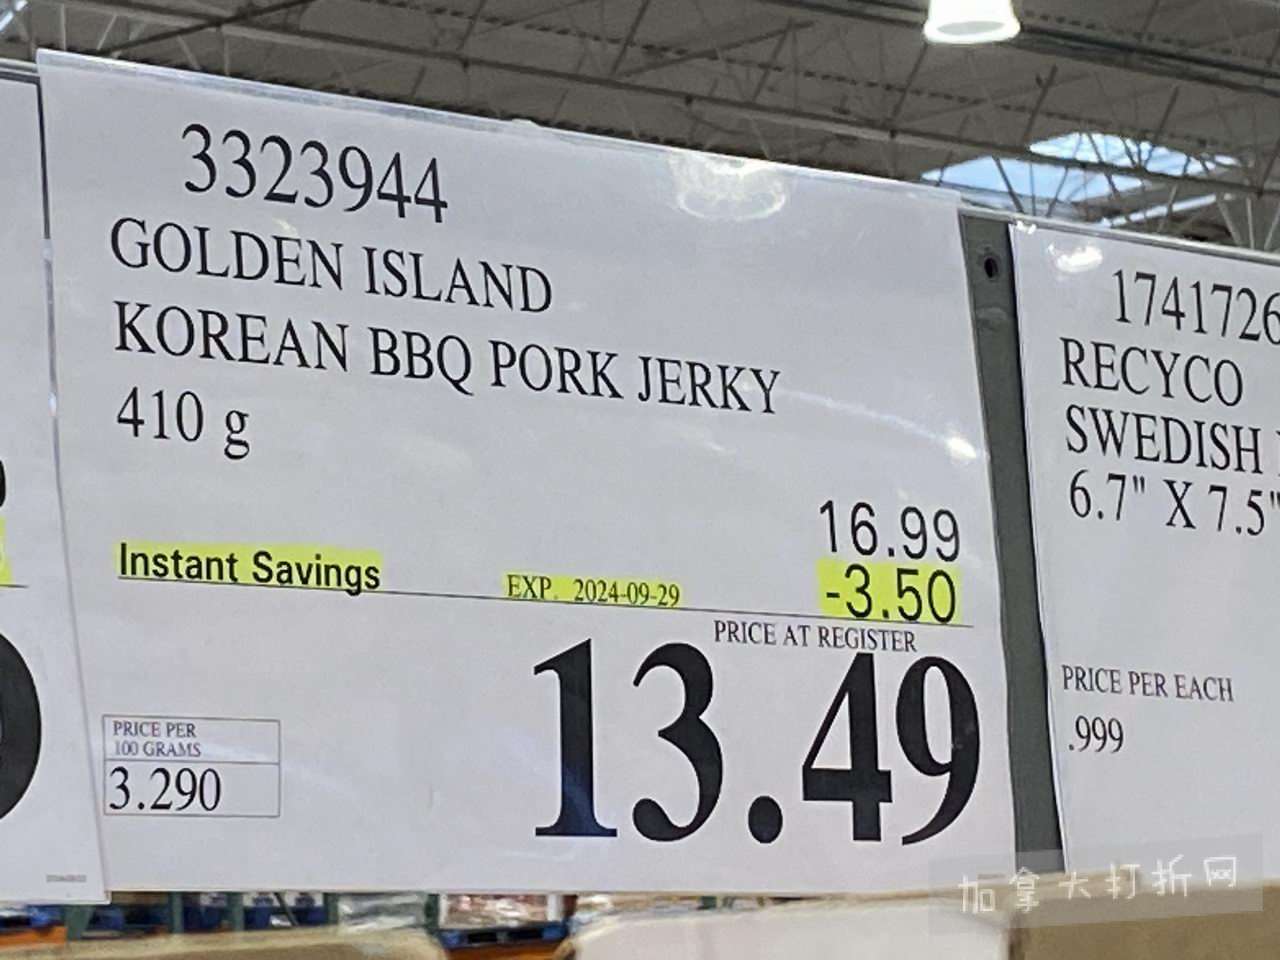 3323944
GOLDEN ISLAND
KOREAN BBQ PORK JERKY
410 g
16.99
Instant Savings EXP. 2024-09-29 -3.50
PRICE AT REGISTER
13.49
PRICE PER
100 GRAMS
3.290
1741726
RECYCO
SWEDISH
6.7" X 7.5"
PRICE PER EACH
.999
加拿大打折网